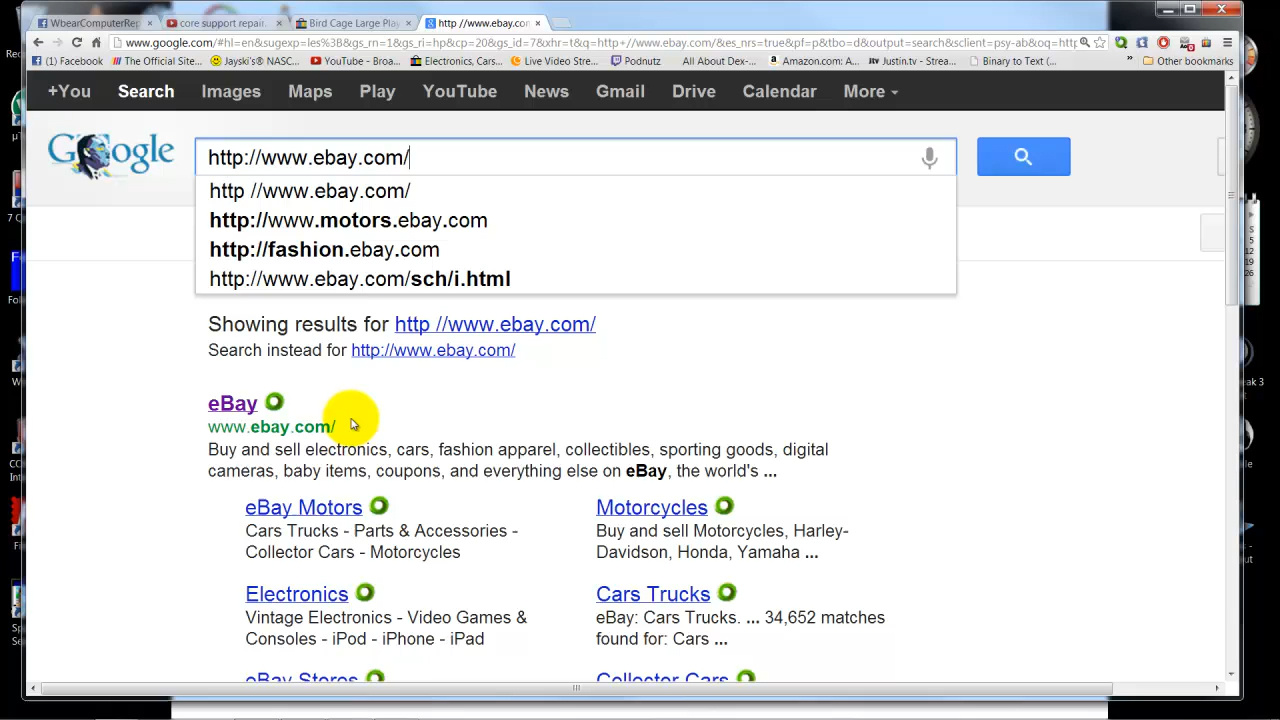 WbearComputerRep
core support repair.
Bird Cage Large Play
http //www.ebay.com
www.google.com/#hl=en&sugexp=les%3B&gs_rn=1&gs_ri=hp&cp=20&gs_id=7&xhr=t&q=http+//www.ebay.com/&es_nrs=true&pf=p&tbo=d&output=search&sclient=psy-ab&oq=http
(1) Facebook
The Official Site...
Jayski's® NASC...
YouTube - Broa...
Electronics, Cars,...
Live Video Stre...
Podnutz
All About Dex-...
Amazon.com: A...
Justin.tv - Strea...
Binary to Text (...
Other bookmarks
+You Search Images Maps Play YouTube News Gmail Drive Calendar More
Google
http://www.ebay.com/
http //www.ebay.com/
http://www.motors.ebay.com
http://fashion.ebay.com
http://www.ebay.com/sch/i.html
Showing results for http //www.ebay.com/
Search instead for http://www.ebay.com/
eBay
www.ebay.com/
Buy and sell electronics, cars, fashion apparel, collectibles, sporting goods, digital
cameras, baby items, coupons, and everything else on eBay, the world's ...
eBay Motors
Cars Trucks - Parts & Accessories -
Collector Cars - Motorcycles
Motorcycles
Buy and sell Motorcycles, Harley-
Davidson, Honda, Yamaha ...
Electronics
Vintage Electronics - Video Games &
Consoles - iPod - iPhone - iPad
Cars Trucks
eBay: Cars Trucks. ... 34,652 matches
found for: Cars ...
eBay Stores
Collector Cars